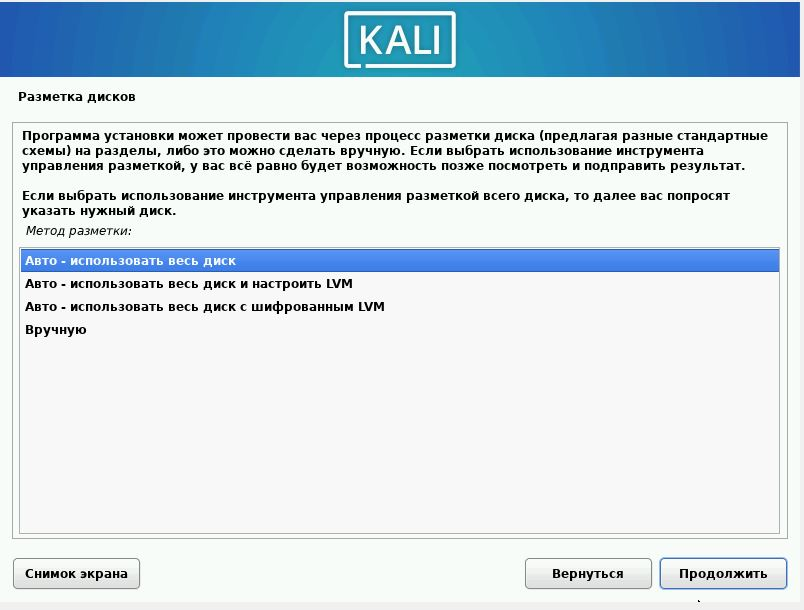 KALI
Разметка дисков
Программа установки может провести вас через процесс разметки диска (предлагая разные стандартные
схемы) на разделы, либо это можно сделать вручную. Если выбрать использование инструмента
управления разметкой, у вас всё равно будет возможность позже посмотреть и подправить результат.
Если выбрать использование инструмента управления разметкой всего диска, то далее вас попросят
указать нужный диск.
Метод разметки:
Авто - использовать весь диск
Авто - использовать весь диск и настроить LVM
Авто - использовать весь диск с шифрованным LVM
Вручную
Снимок экрана
Вернуться
Продолжить